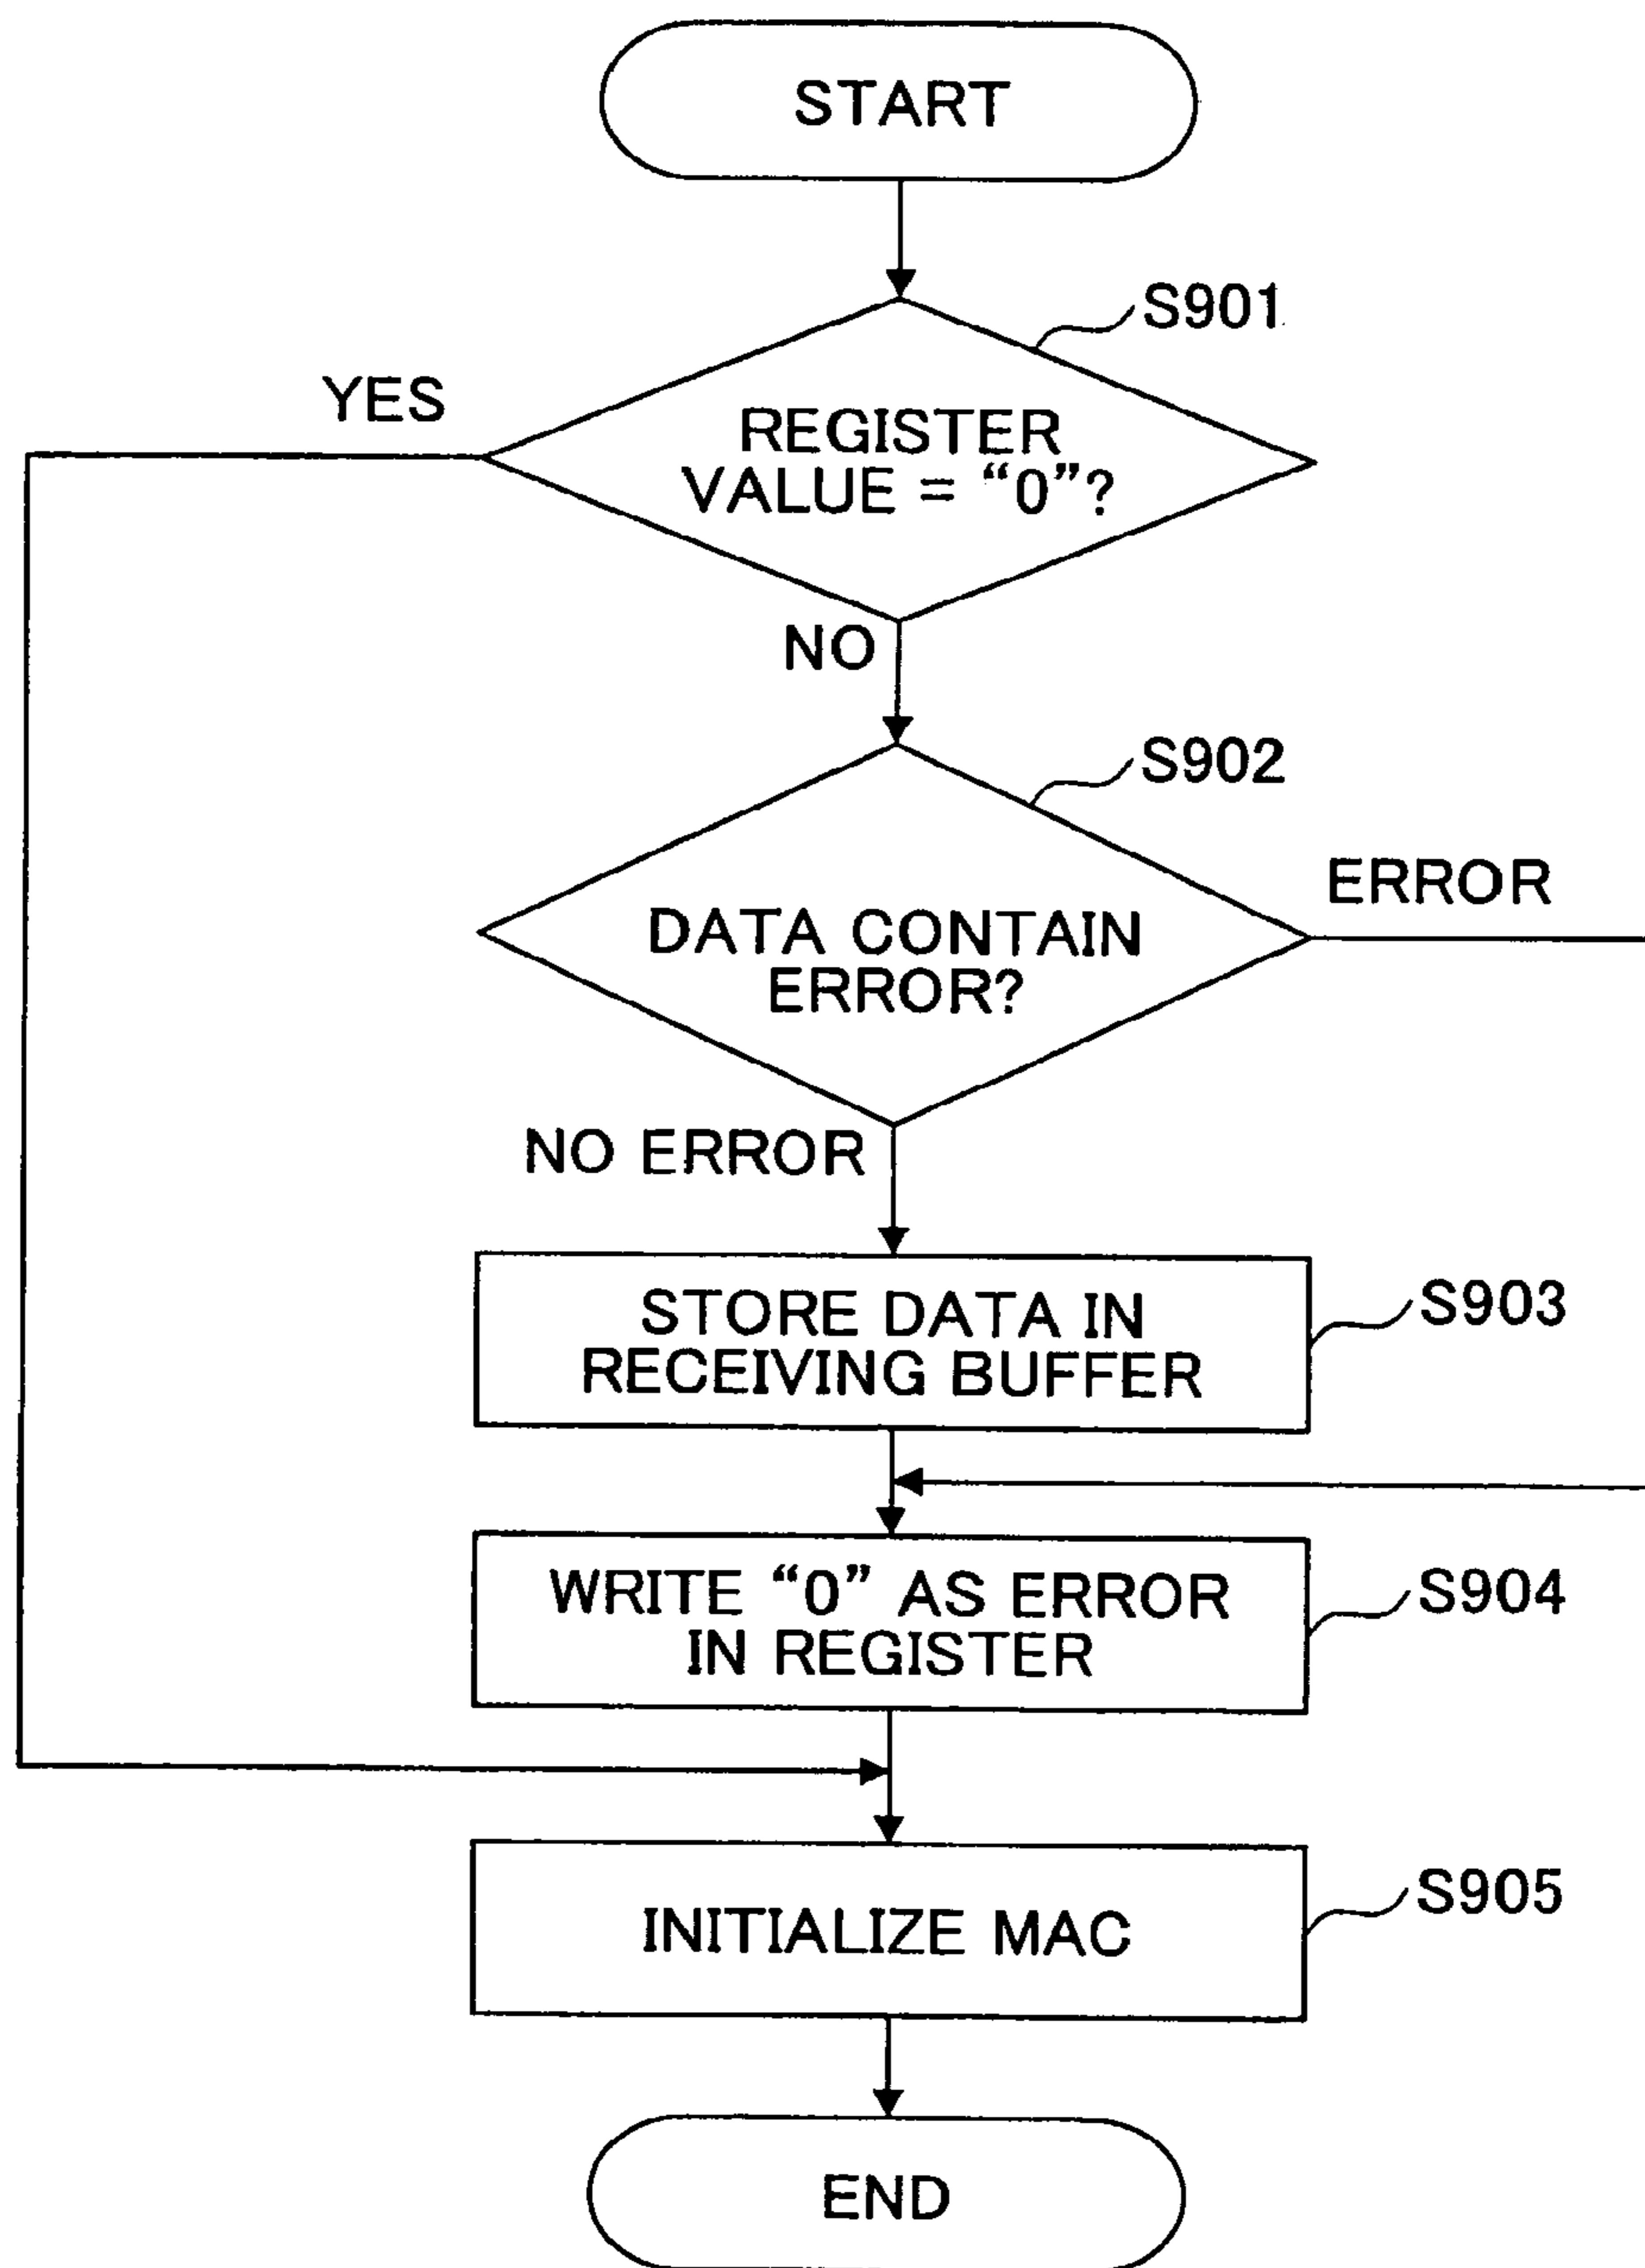 START
S901
YES
REGISTER
VALUE = “0”?
NO
S902
ERROR
DATA CONTAIN
ERROR?
NO ERROR
STORE DATA IN
RECEIVING BUFFER
S903
WRITE “0” AS ERROR
IN REGISTER
S904
INITIALIZE MAC
S905
END